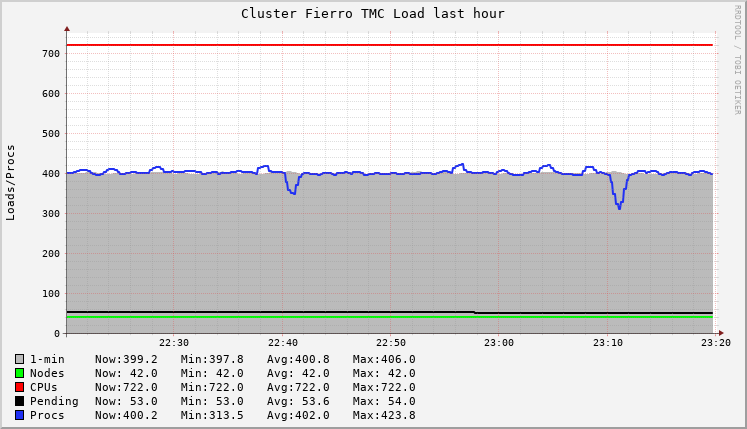 Cluster Fierro TMC Load last hour
RRDTOOL / TOBI OETIKER
Loads/Procs
700
600
500
400
300
200
100
0
22:30 22:40 22:50 23:00 23:10 23:20
1-min Now:399.2 Min:397.8 Avg:400.8 Max:406.0
Nodes Now: 42.0 Min: 42.0 Avg: 42.0 Max: 42.0
CPUs Now:722.0 Min:722.0 Avg:722.0 Max:722.0
Pending Now: 53.0 Min: 53.0 Avg: 53.6 Max: 54.0
Procs Now:400.2 Min:313.5 Avg:402.0 Max:423.8